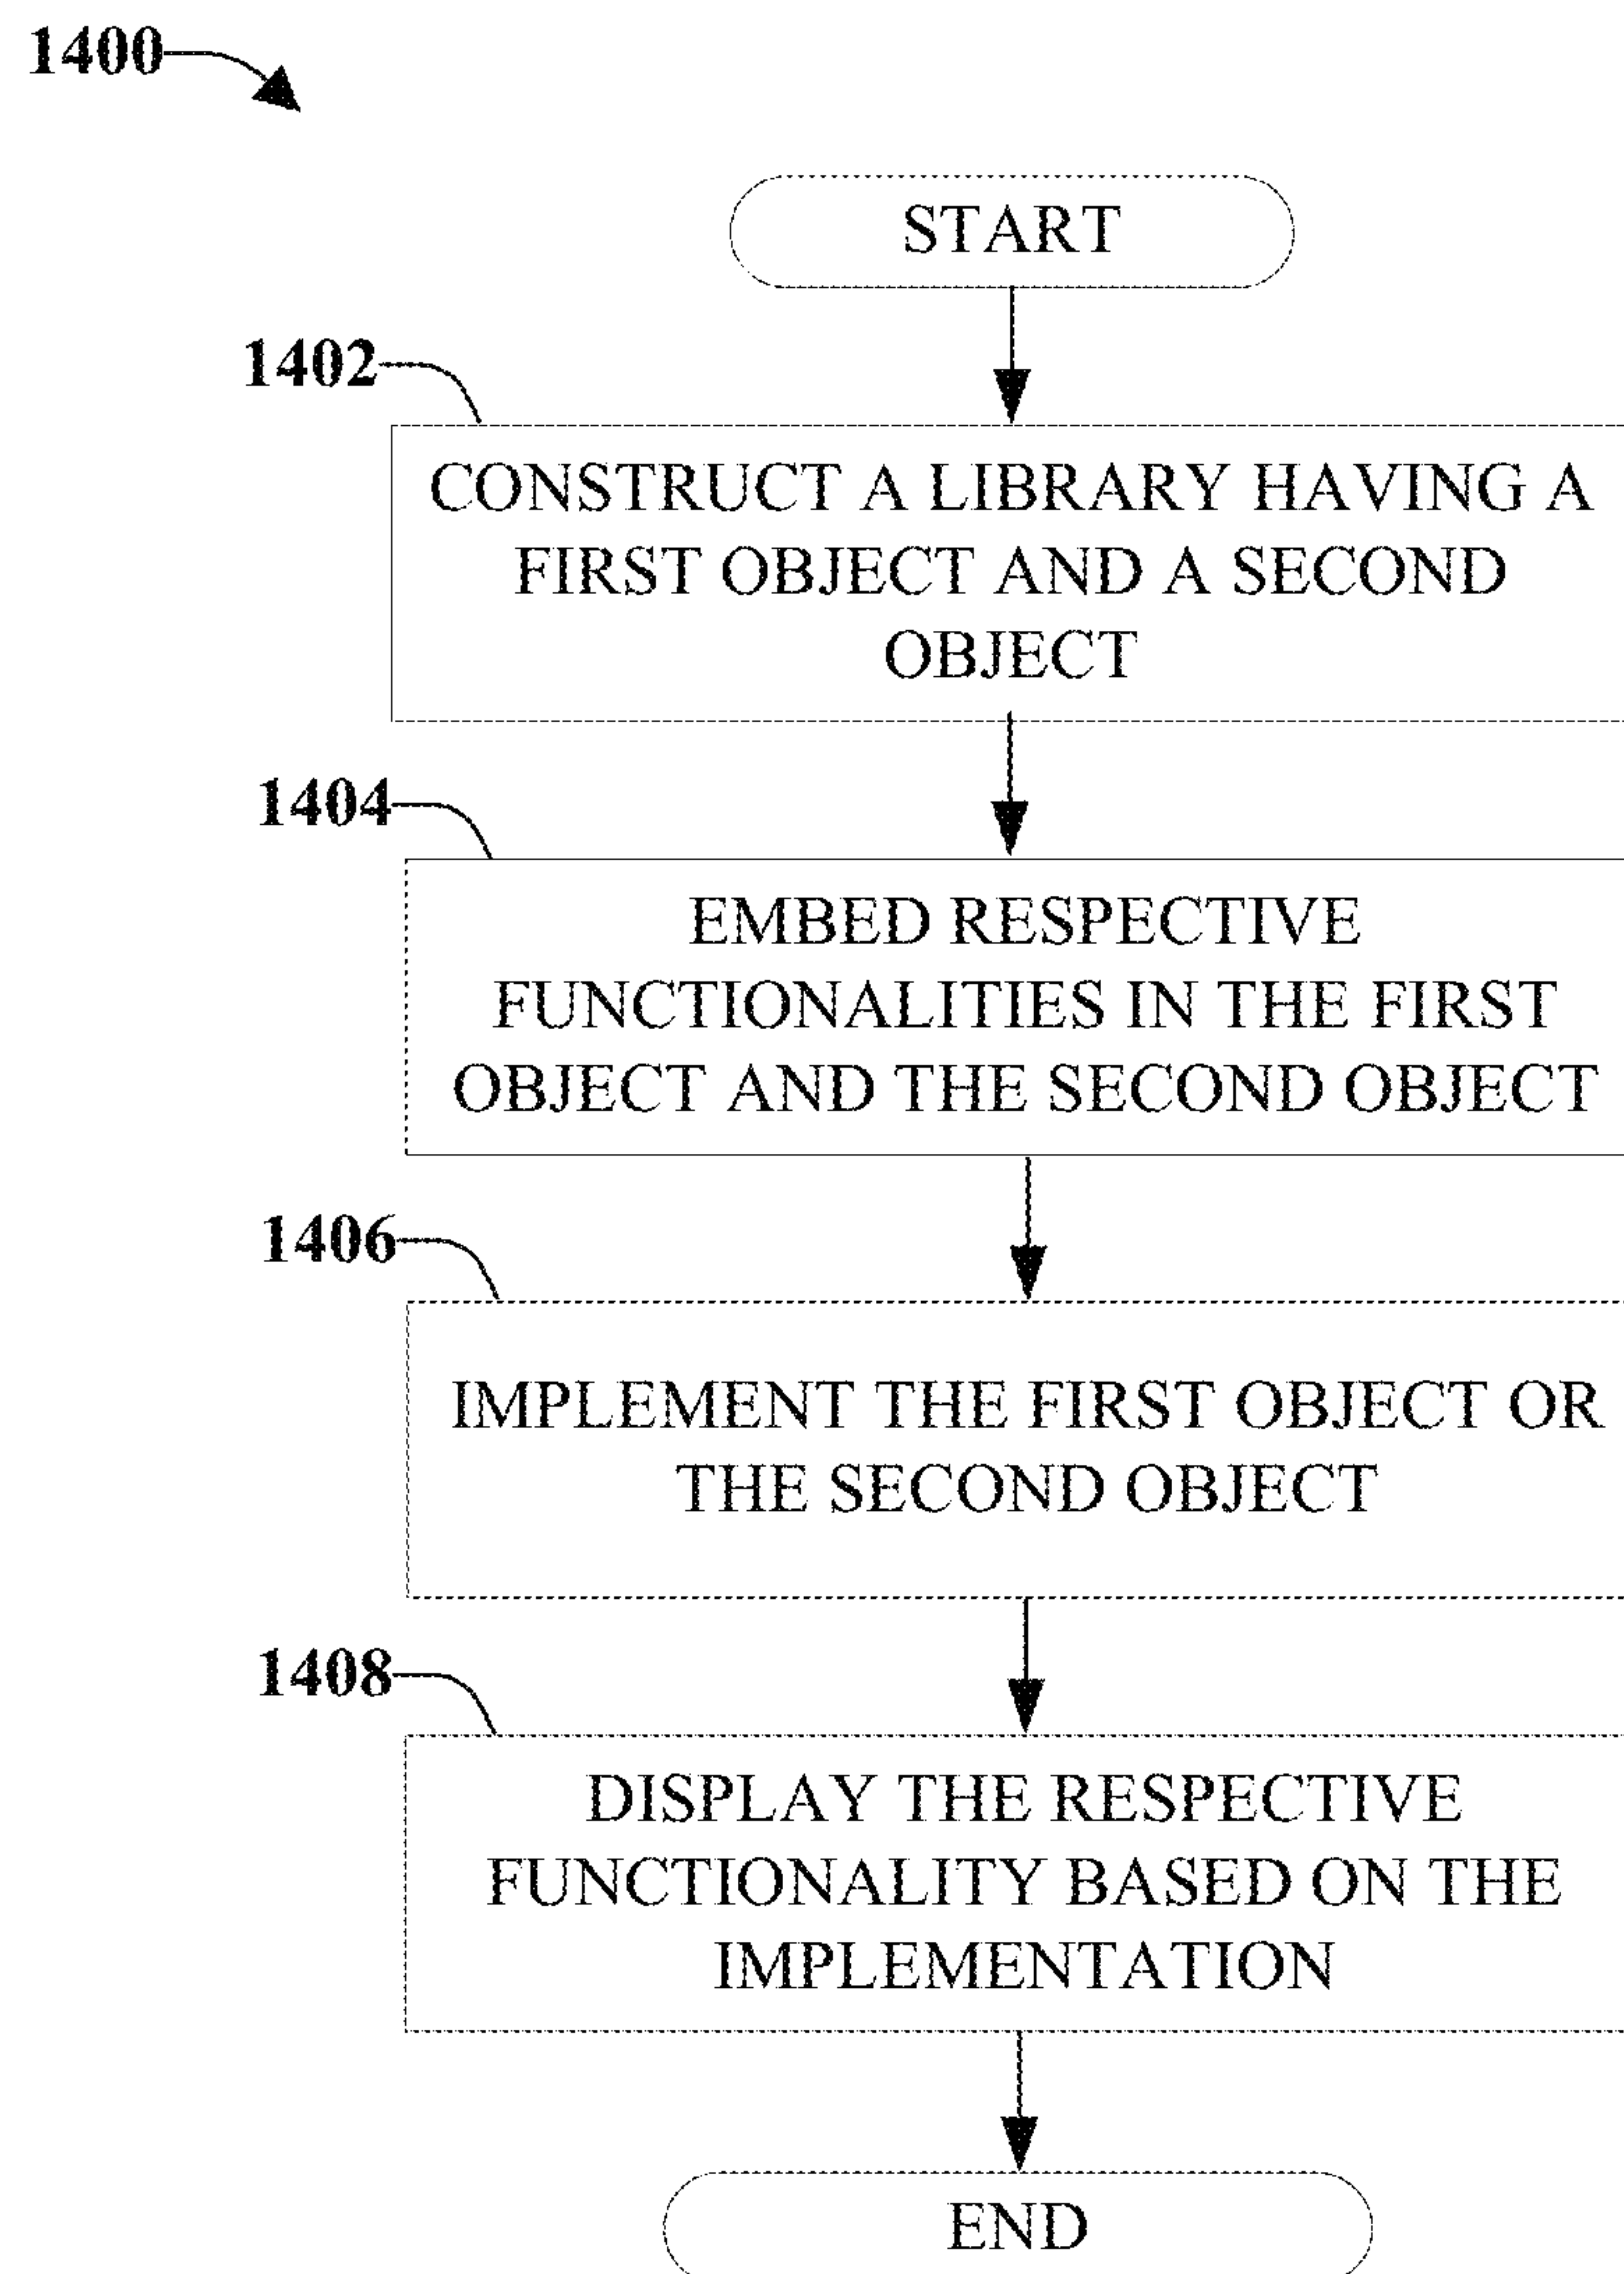 1400
START
1402
CONSTRUCT A LIBRARY HAVING A
FIRST OBJECT AND A SECOND
OBJECT
1404
EMBED RESPECTIVE
FUNCTIONALITIES IN THE FIRST
OBJECT AND THE SECOND OBJECT
1406
IMPLEMENT THE FIRST OBJECT OR
THE SECOND OBJECT
1408
DISPLAY THE RESPECTIVE
FUNCTIONALITY BASED ON THE
IMPLEMENTATION
END